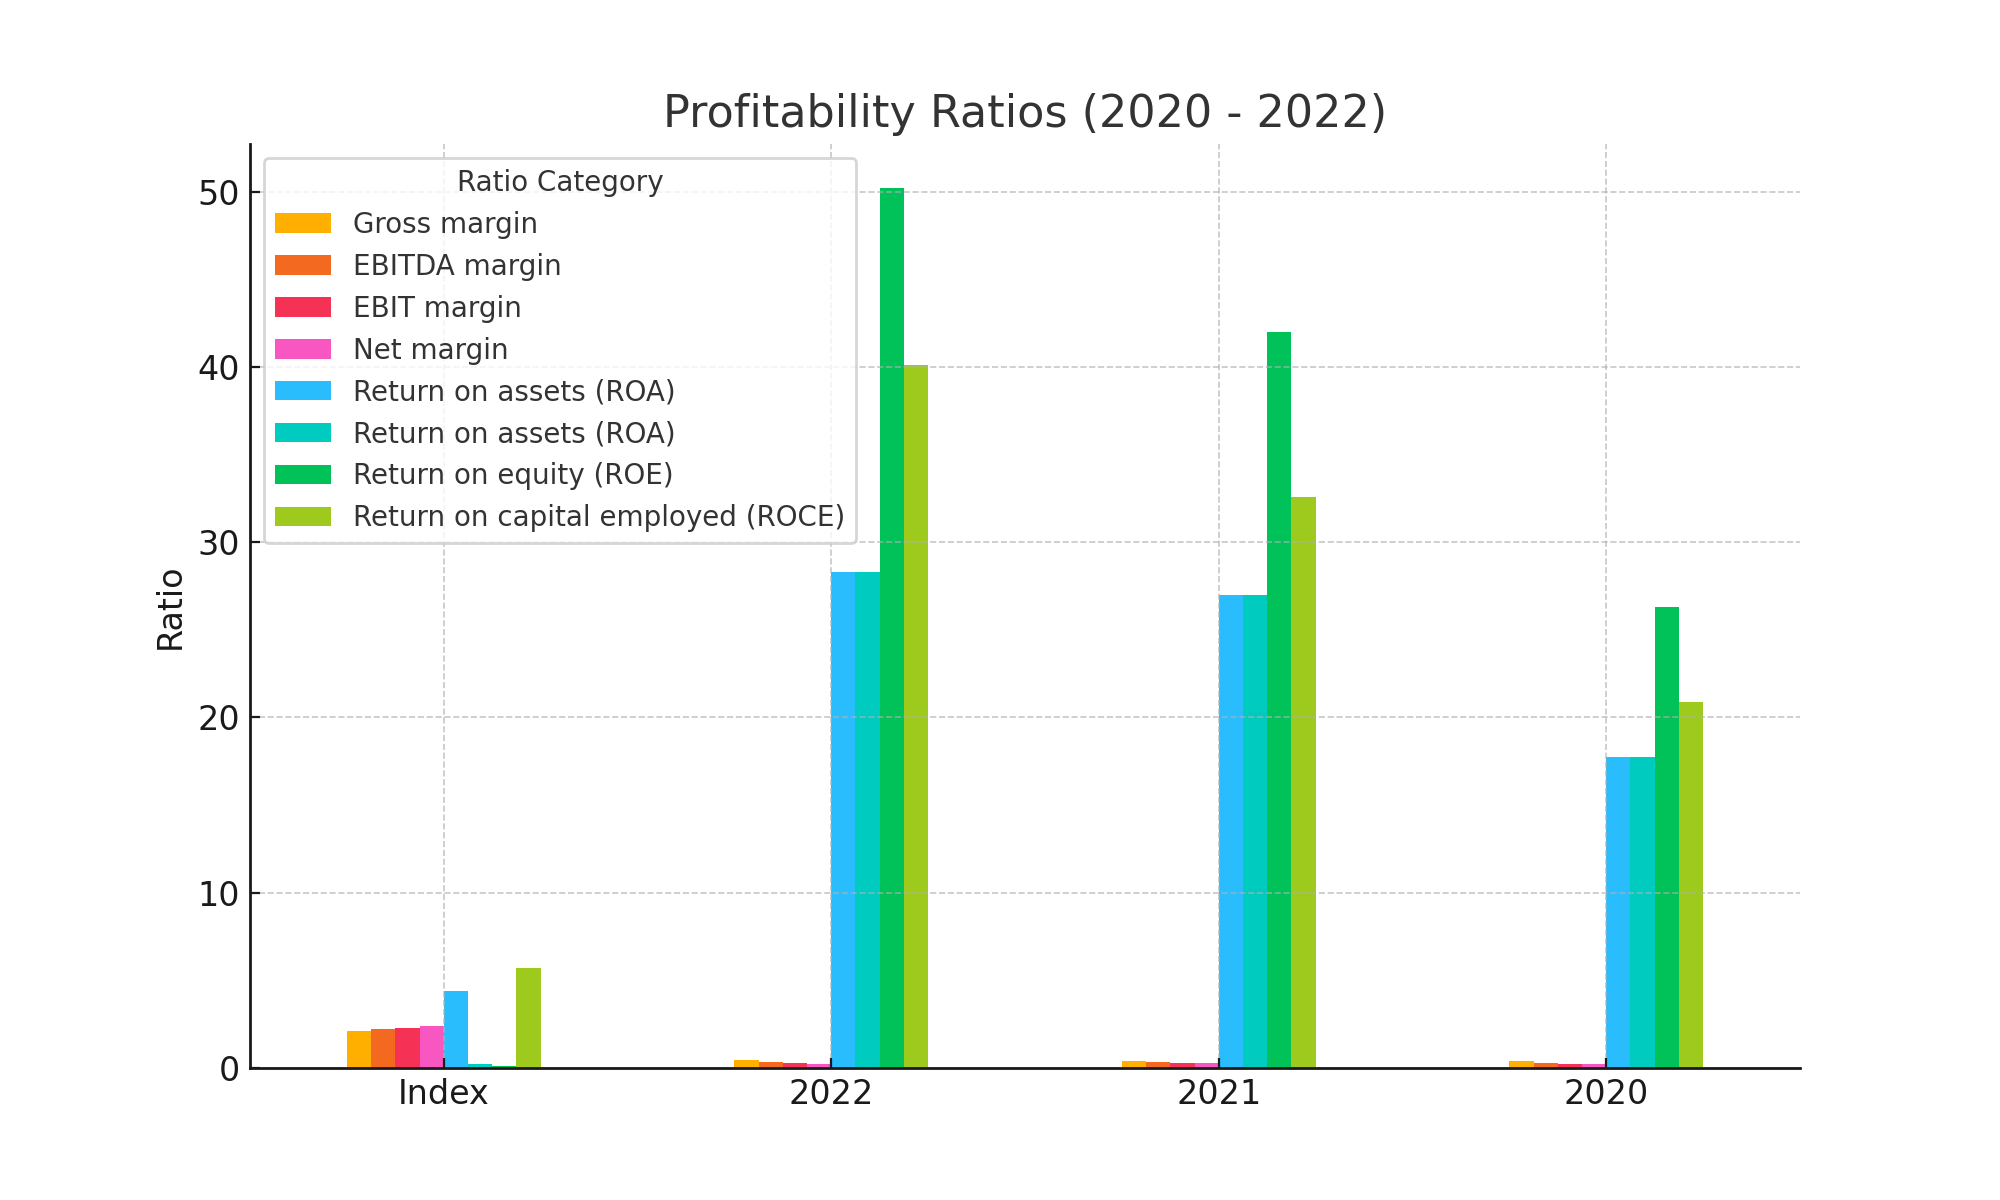 Profitability Ratios (2020 - 2022)
Ratio Category
Gross margin
EBITDA margin
EBIT margin
Net margin
Return on assets (ROA)
Return on assets (ROA)
Return on equity (ROE)
Return on capital employed (ROCE)
50
40
30
20
10
0
Ratio
Index
2022
2021
2020